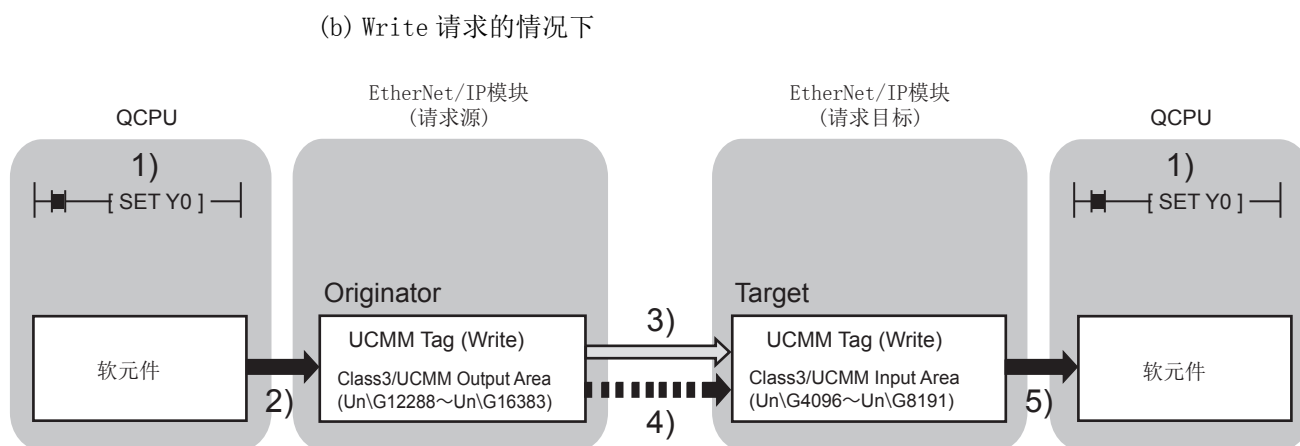 (b) Write 请求的情况下
QCPU
EtherNet/IP模块
(请求源)
EtherNet/IP模块
(请求目标)
QCPU
1)
[ SET Y0 ]
1)
[ SET Y0 ]
Originator
Target
软元件
2)
UCMM Tag (Write)
Class3/UCMM Output Area
(Un\G12288～Un\G16383)
3)
4)
UCMM Tag (Write)
Class3/UCMM Input Area
(Un\G4096～Un\G8191)
5)
软元件